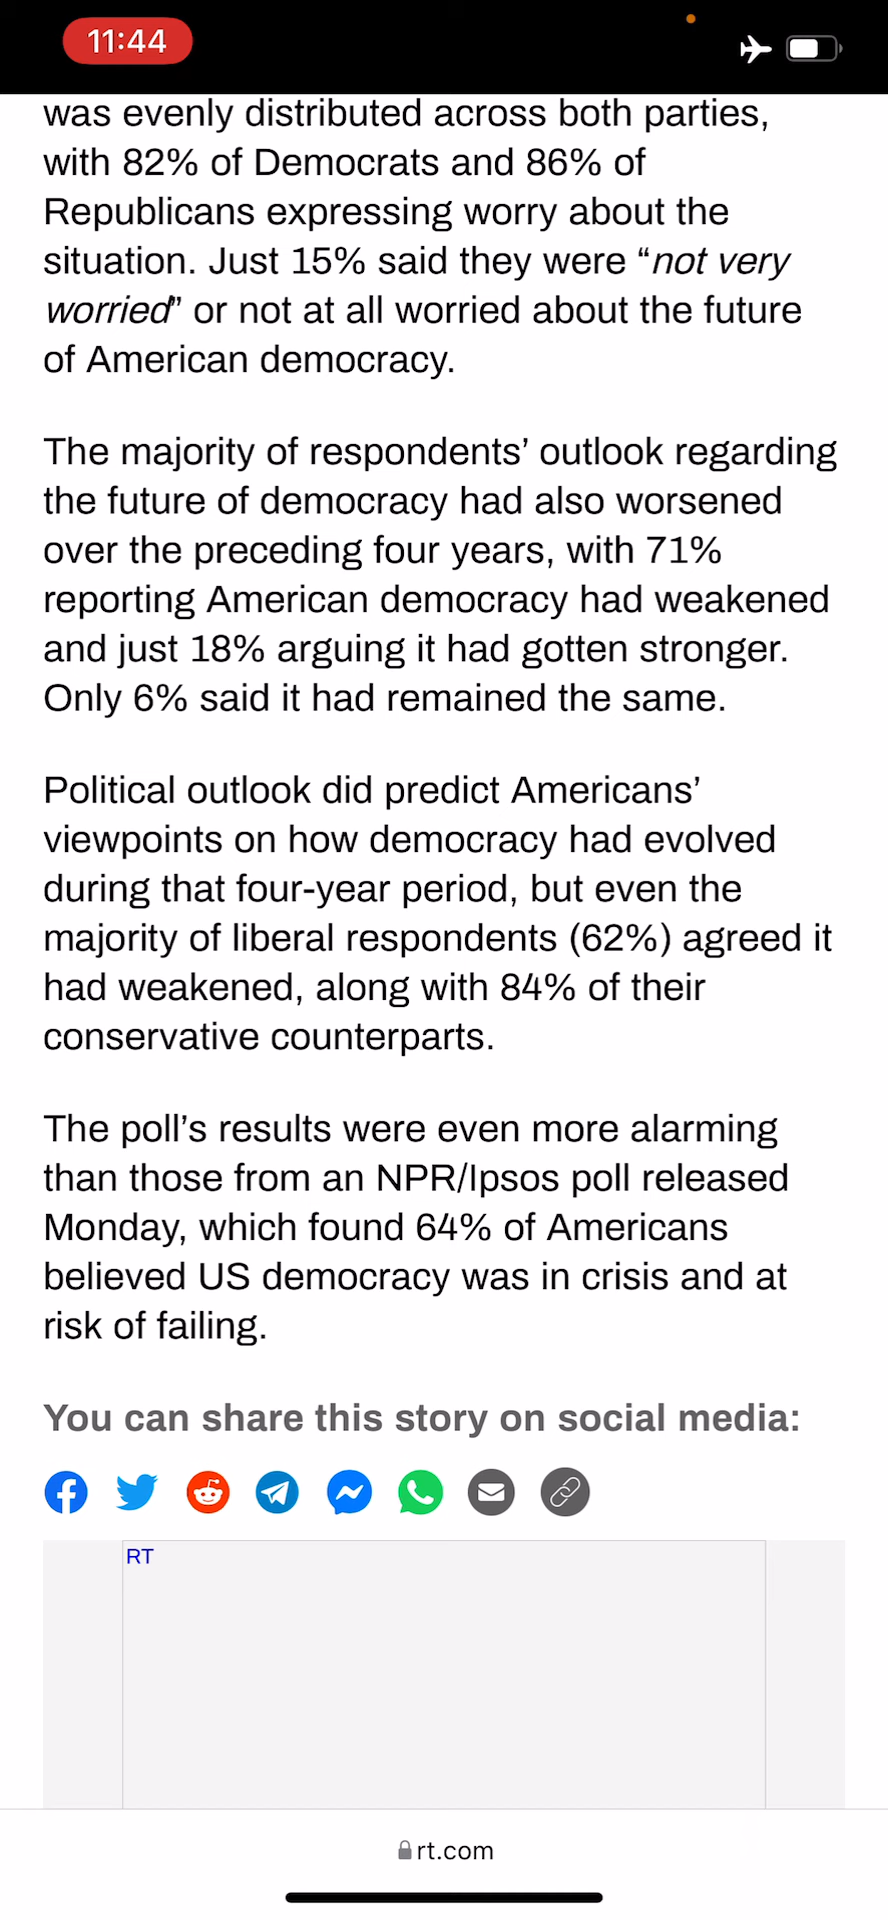 11:44
was evenly distributed across both parties,
with 82% of Democrats and 86% of
Republicans expressing worry about the
situation. Just 15% said they were “not very
worried” or not at all worried about the future
of American democracy.
The majority of respondents’ outlook regarding
the future of democracy had also worsened
over the preceding four years, with 71%
reporting American democracy had weakened
and just 18% arguing it had gotten stronger.
Only 6% said it had remained the same.
Political outlook did predict Americans’
viewpoints on how democracy had evolved
during that four-year period, but even the
majority of liberal respondents (62%) agreed it
had weakened, along with 84% of their
conservative counterparts.
The poll’s results were even more alarming
than those from an NPR/Ipsos poll released
Monday, which found 64% of Americans
believed US democracy was in crisis and at
risk of failing.
You can share this story on social media:
RT
rt.com